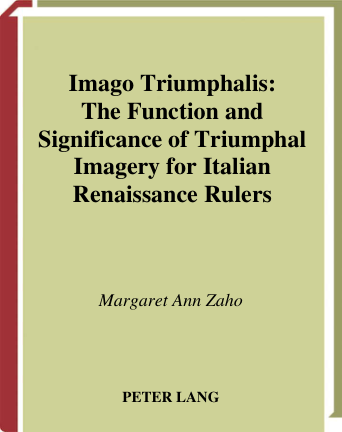 Imago Triumphalis:
The Function and
Significance of Triumphal
Imagery for Italian
Renaissance Rulers
Margaret Ann Zaho
PETER LANG